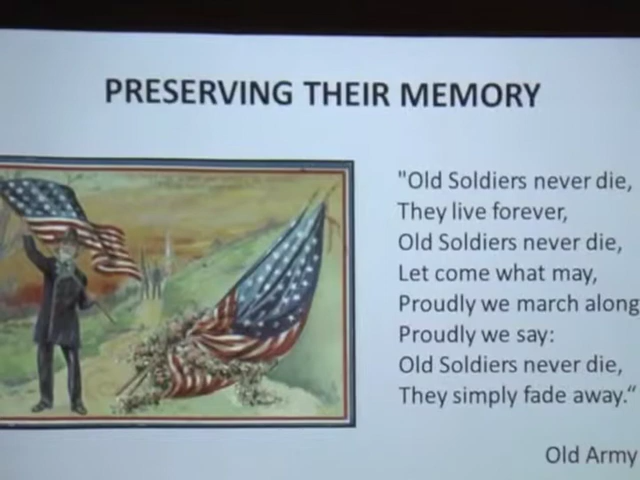 PRESERVING THEIR MEMORY
"Old Soldiers never die,
They live forever,
Old Soldiers never die,
Let come what may,
Proudly we march along
Proudly we say:
Old Soldiers never die,
They simply fade away.“
Old Army